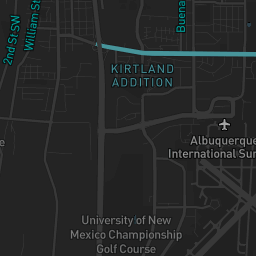 2nd St SW
William St
Buena
KIRTLAND
ADDITION
Albuquerque
International Sun
University of New
Mexico Championship
Golf Course